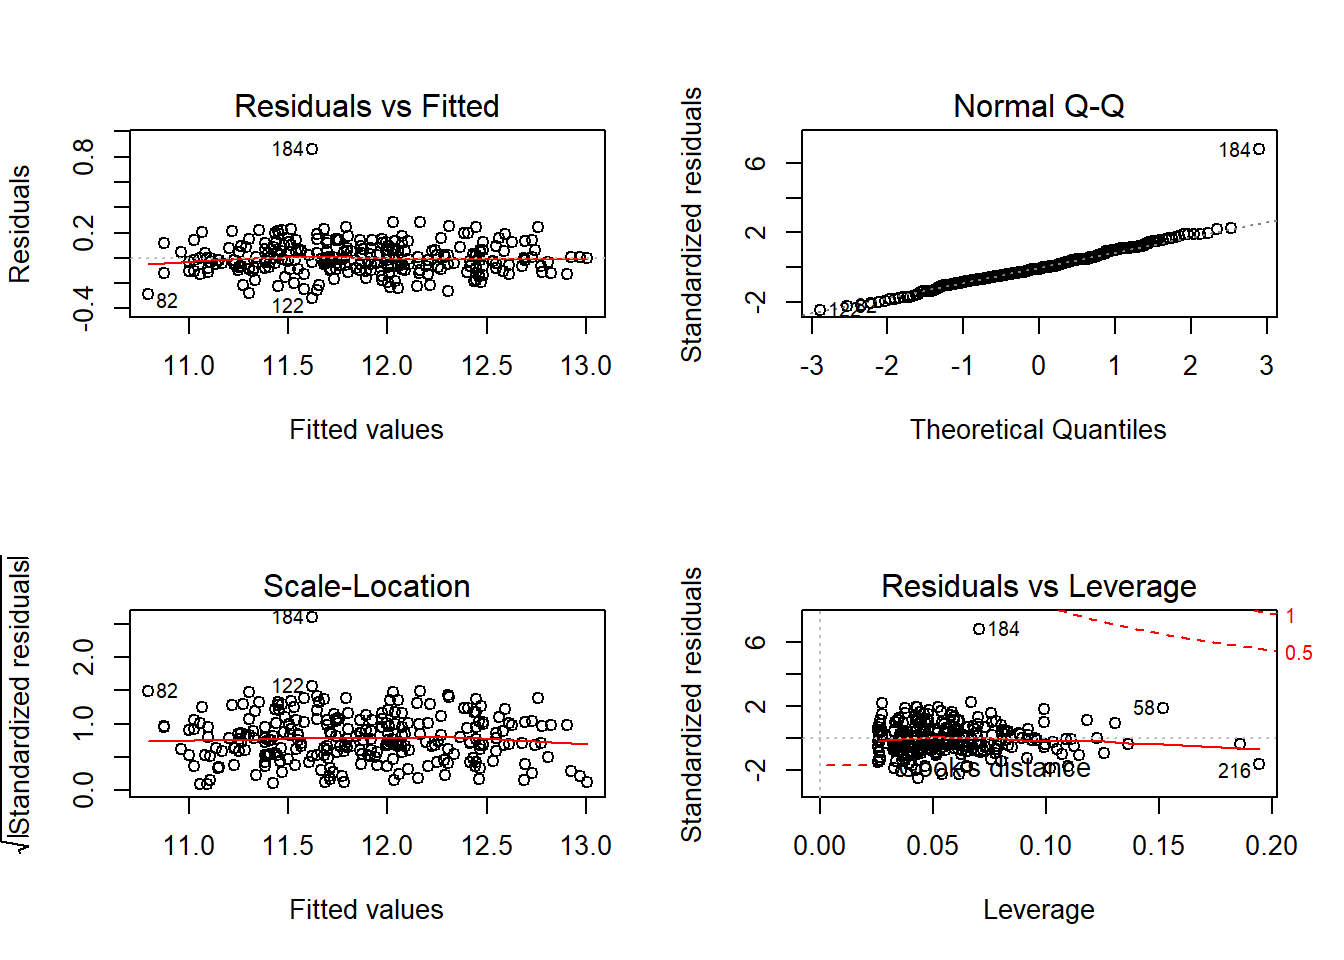 Residuals vs Fitted
Residuals
0.8
0.2
-0.4
184
82
122
11.0 11.5 12.0 12.5 13.0
Fitted values
Normal Q-Q
Standardized residuals
6
2
-2
184
122
-3 -2 -1 0 1 2 3
Theoretical Quantiles
Scale-Location
√|Standardized residuals|
2.0
1.0
0.0
184
122
82
11.0 11.5 12.0 12.5 13.0
Fitted values
Residuals vs Leverage
Standardized residuals
6
2
-2
184
58
216
1
0.5
Cook's distance
0.00 0.05 0.10 0.15 0.20
Leverage